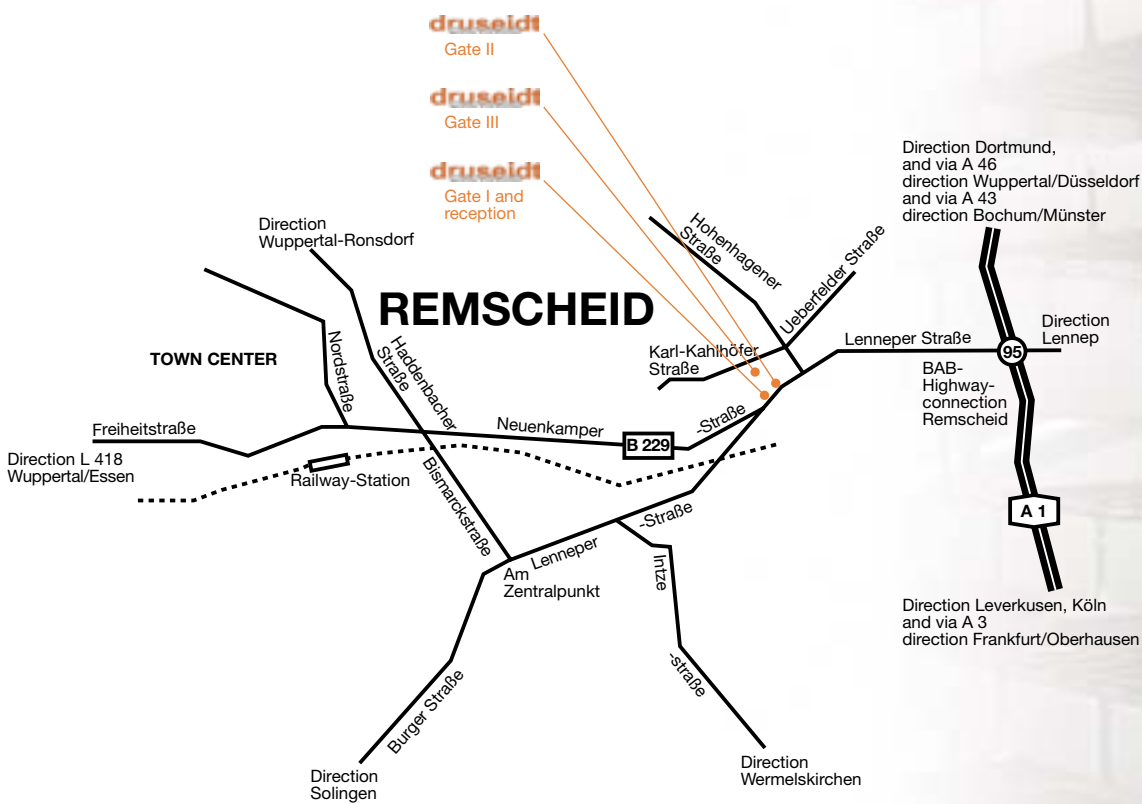 druseidt
Gate II
druseidt
Gate III
druseidt
Gate I and
reception
Direction Dortmund,
and via A 46
direction Wuppertal/Düsseldorf
and via A 43
direction Bochum/Münster
Direction
Wuppertal-Ronsdorf
Hohenhagener
Straße
Ueberfelder Straße
REMSCHEID
TOWN CENTER
Nordstraße
Haddenbacher
Straße
Karl-Kahlhöfer
Straße
Lenneper Straße
95
Direction
Lennep
BAB-
Highway-
connection
Remscheid
Freiheitstraße
Neuenkamper
B 229
-Straße
Direction L 418
Wuppertal/Essen
Railway-Station
Bismarckstraße
Lenneper
-Straße
A 1
Am
Zentralpunkt
Intze
-straße
Direction Leverkusen, Köln
and via A 3
direction Frankfurt/Oberhausen
Burger Straße
Direction
Solingen
Direction
Wermelskirchen